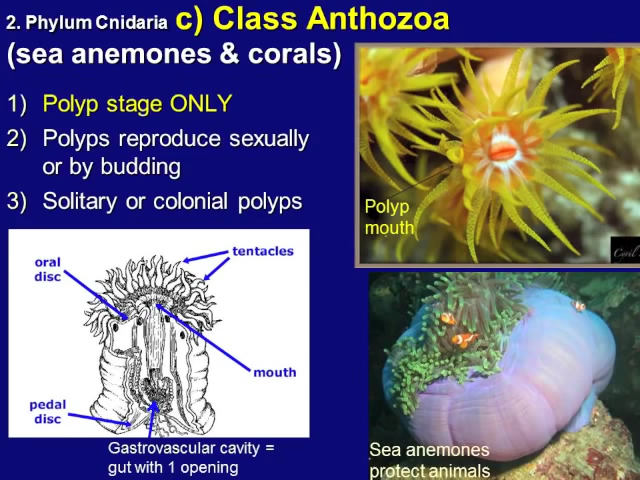 2. Phylum Cnidaria c) Class Anthozoa
(sea anemones & corals)
1) Polyp stage ONLY
2) Polyps reproduce sexually
or by budding
3) Solitary or colonial polyps
Polyp
mouth
oral
disc
tentacles
mouth
pedal
disc
Gastrovascular cavity =
gut with 1 opening
Sea anemones
protect animals